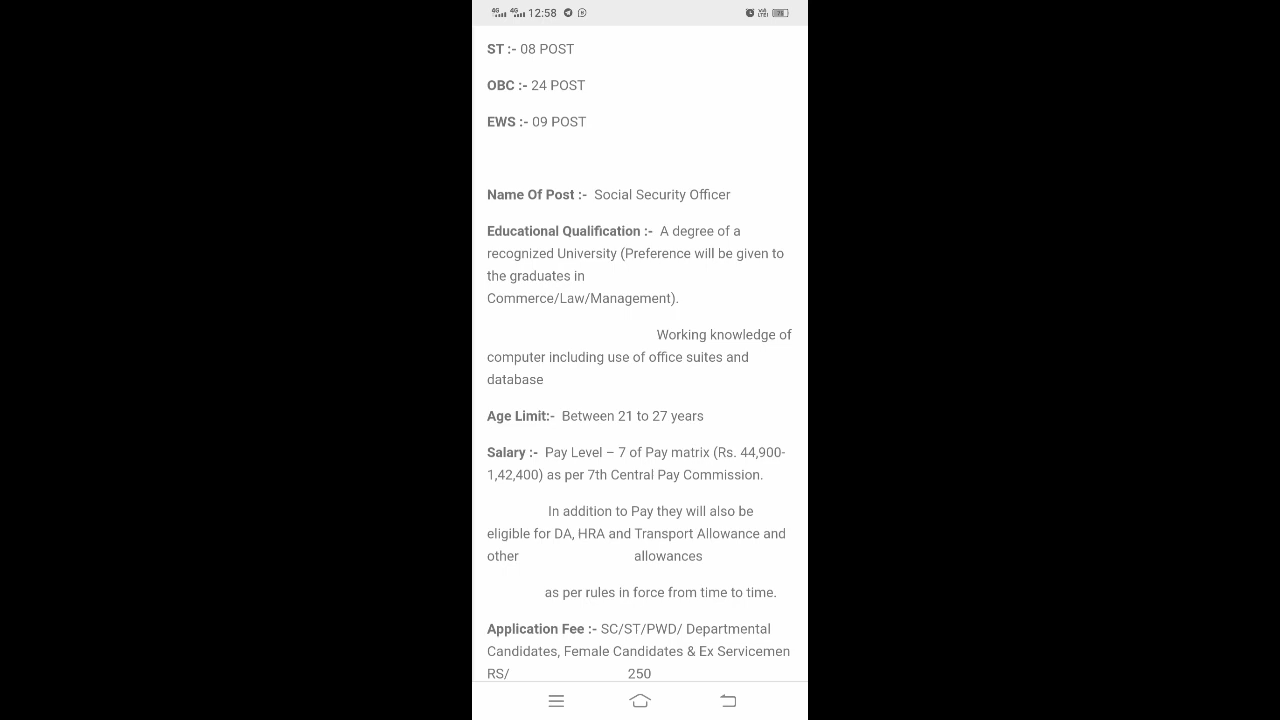 4G 4G 12:58
ST :- 08 POST
OBC :- 24 POST
EWS :- 09 POST
Name Of Post :- Social Security Officer
Educational Qualification :- A degree of a
recognized University (Preference will be given to
the graduates in
Commerce/Law/Management).
Working knowledge of
computer including use of office suites and
database
Age Limit:- Between 21 to 27 years
Salary :- Pay Level – 7 of Pay matrix (Rs. 44,900-
1,42,400) as per 7th Central Pay Commission.
In addition to Pay they will also be
eligible for DA, HRA and Transport Allowance and
other allowances
as per rules in force from time to time.
Application Fee :- SC/ST/PWD/ Departmental
Candidates, Female Candidates & Ex Servicemen
RS/ 250